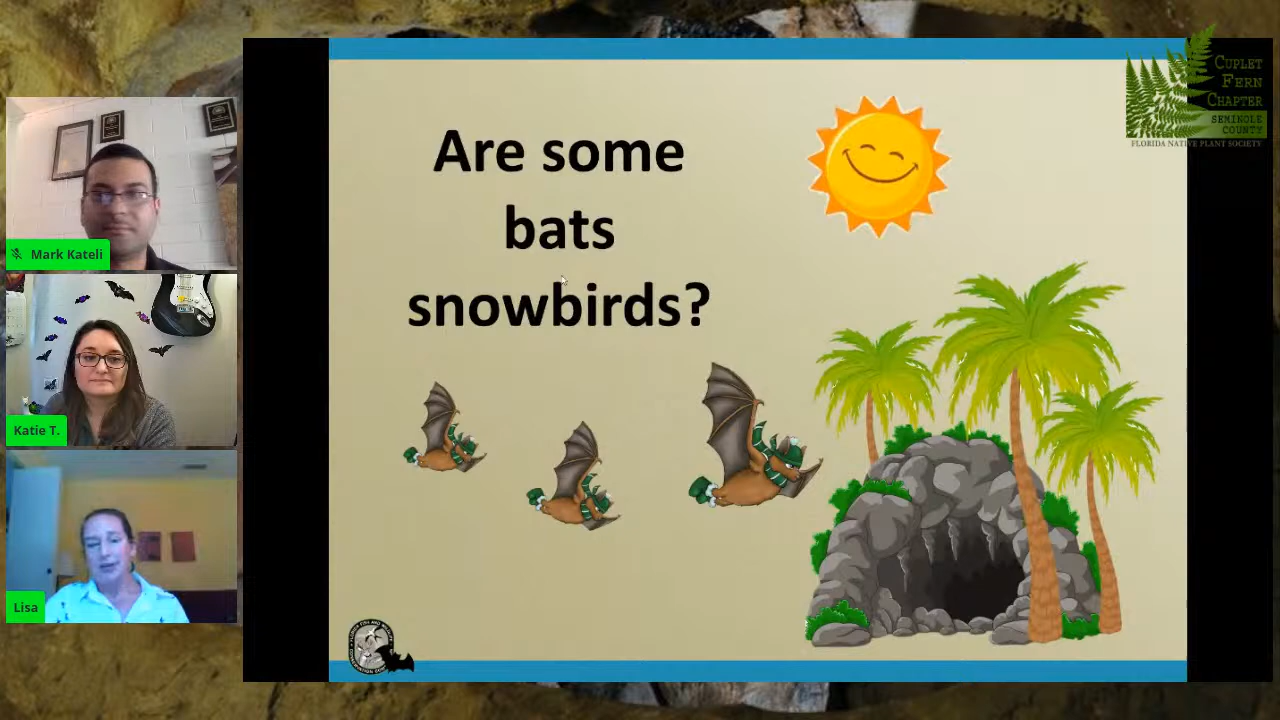 Are some
bats
snowbirds?
CUPLET
FERN
CHAPTER
SEMINOLE
COUNTY
FLORIDA NATIVE PLANT SOCIETY
Mark Kateli
Katie T.
Lisa